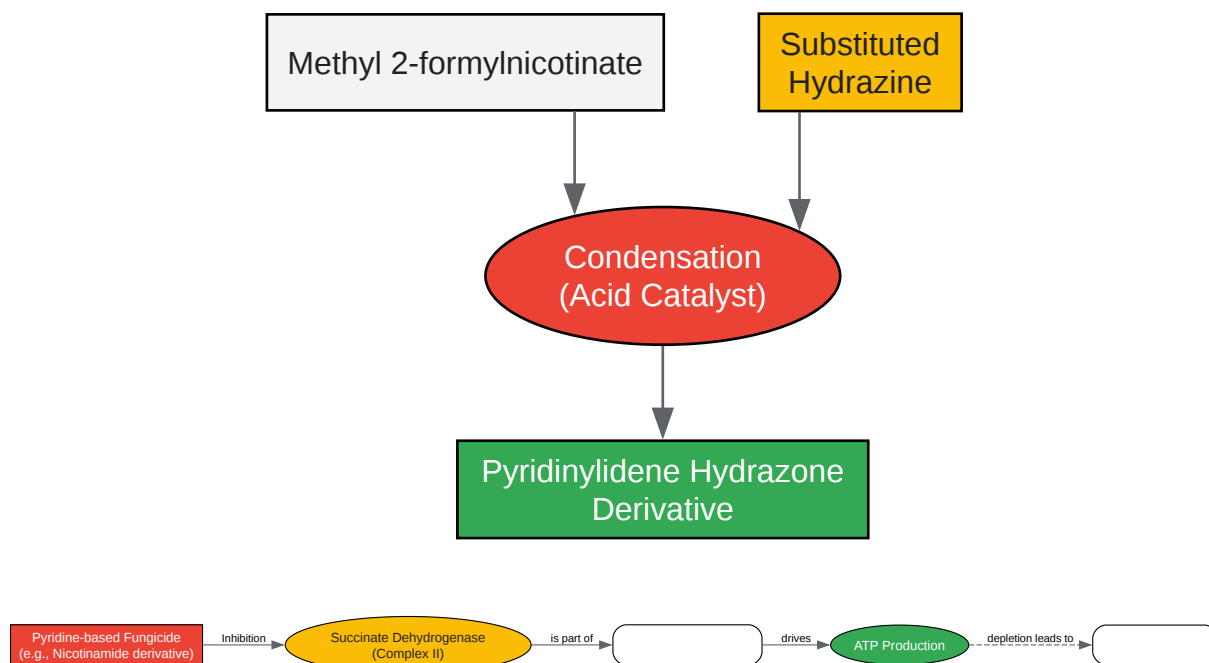 Methyl 2-formylnicotinate
Substituted
Hydrazine
Condensation
(Acid Catalyst)
Pyridinylidene Hydrazone
Derivative
Pyridine-based Fungicide
(e.g., Nicotinamide derivative)
Inhibition
Succinate Dehydrogenase
(Complex II)
is part of
drives
ATP Production
depletion leads to